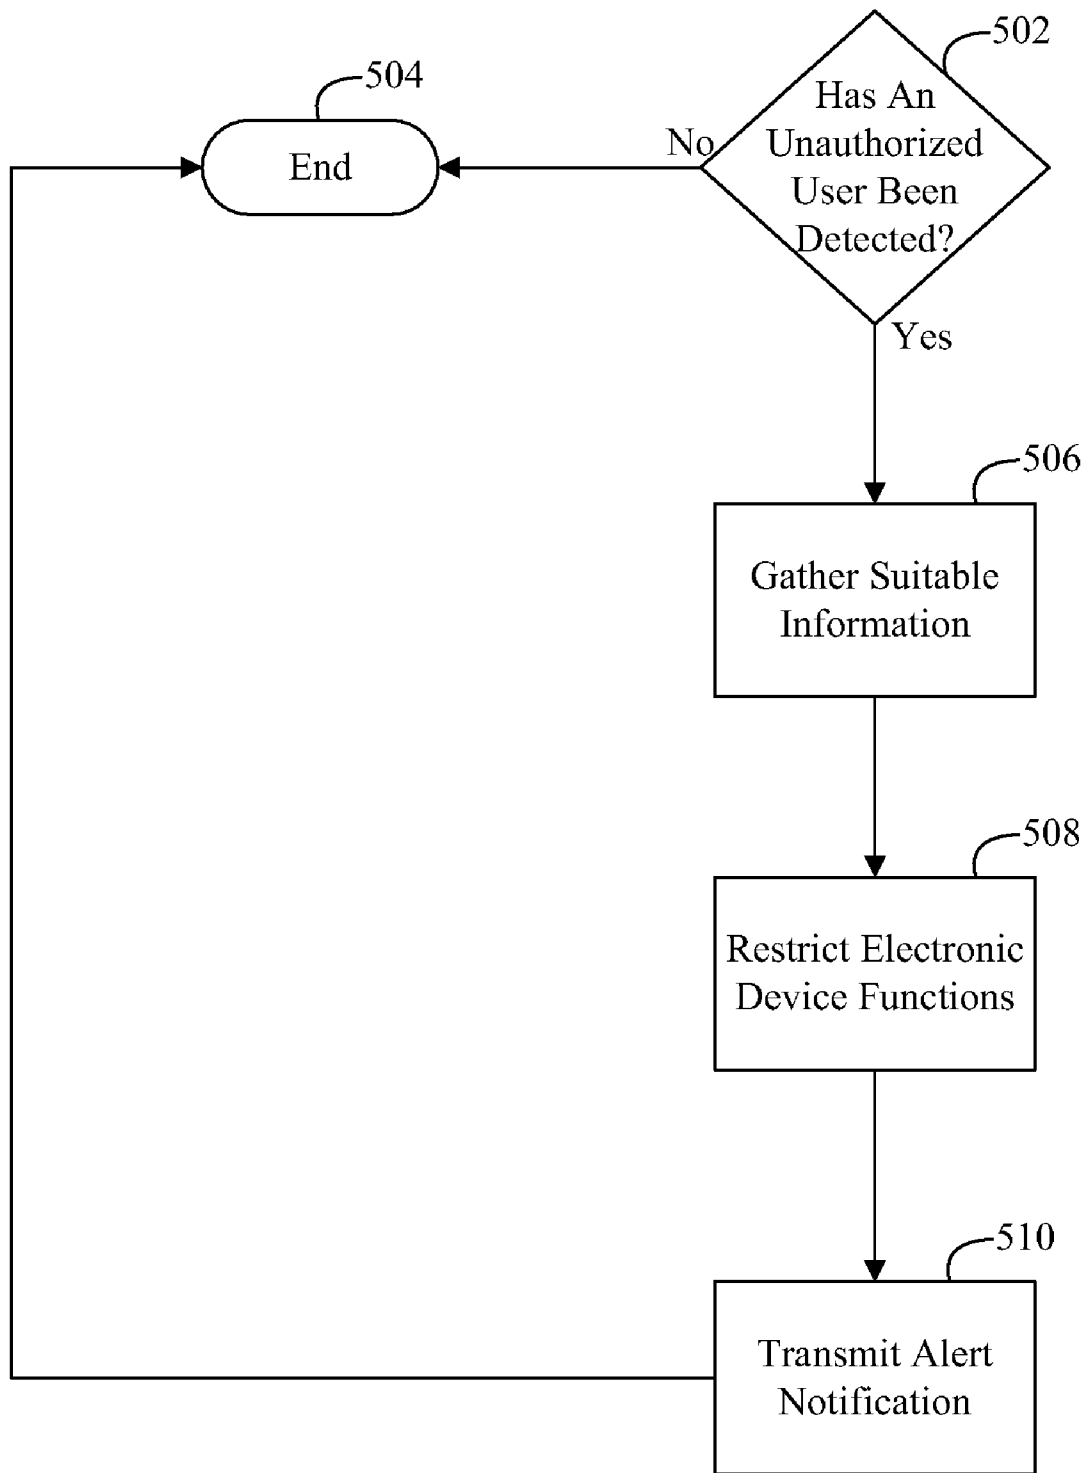 502
504
Has An
Unauthorized
User Been
Detected?
No
End
Yes
506
Gather Suitable
Information
508
Restrict Electronic
Device Functions
510
Transmit Alert
Notification